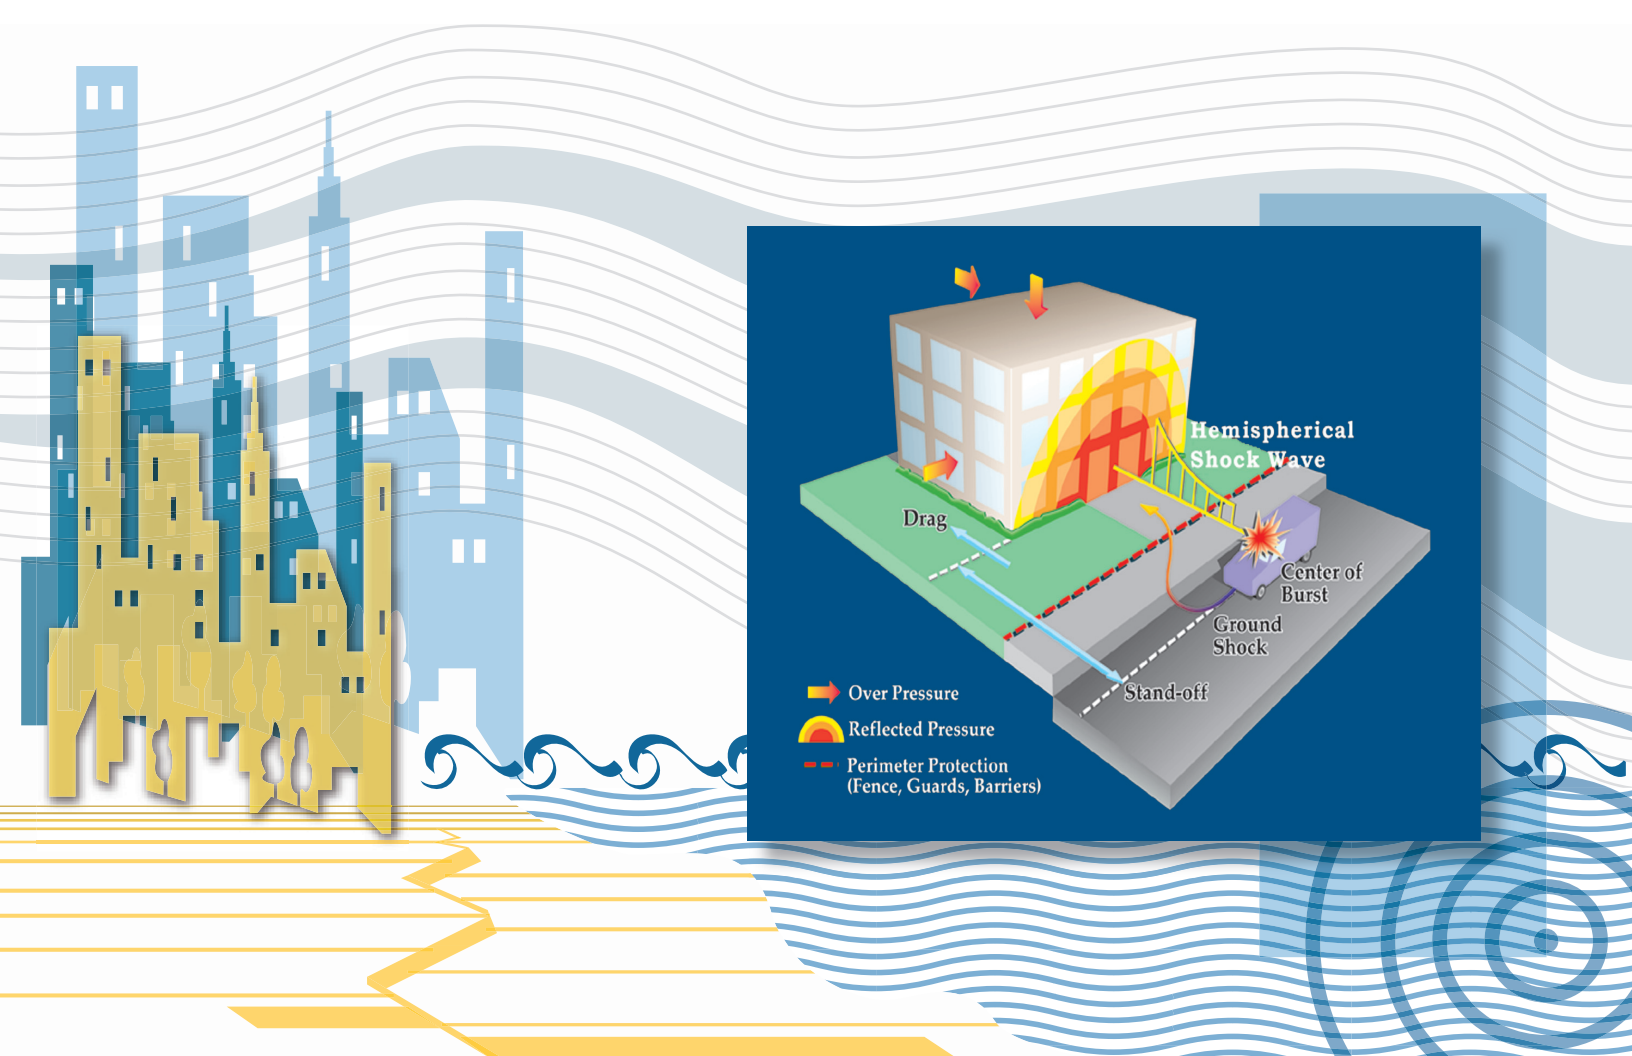 Hemispherical
Shock Wave
Drag
Center of
Burst
Ground
Shock
Stand-off
Over Pressure
Reflected Pressure
Perimeter Protection
(Fence, Guards, Barriers)